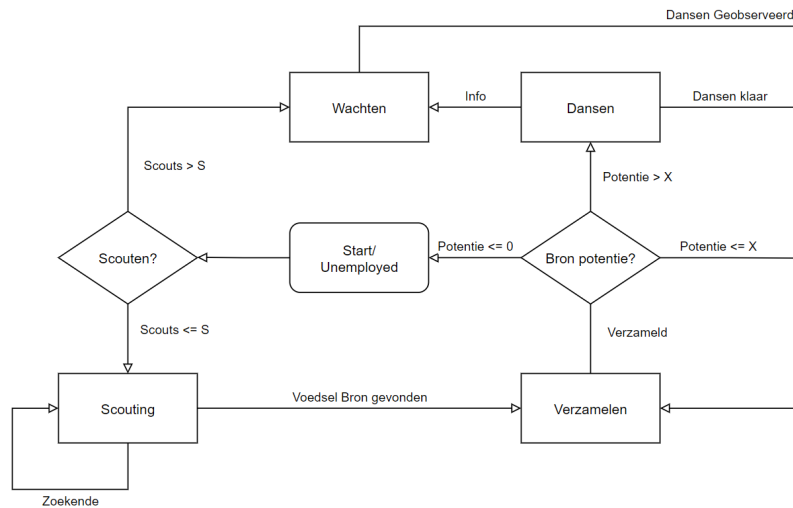 Dansen Geobserveerd
Wachten
Info
Dansen
Dansen klaar
Scouts > S
Potentie > X
Scouten?
Start/
Unemployed
Potentie <= 0
Bron potentie?
Potentie <= X
Scouts <= S
Verzameld
Scouting
Voedsel Bron gevonden
Verzamelen
Zoekende